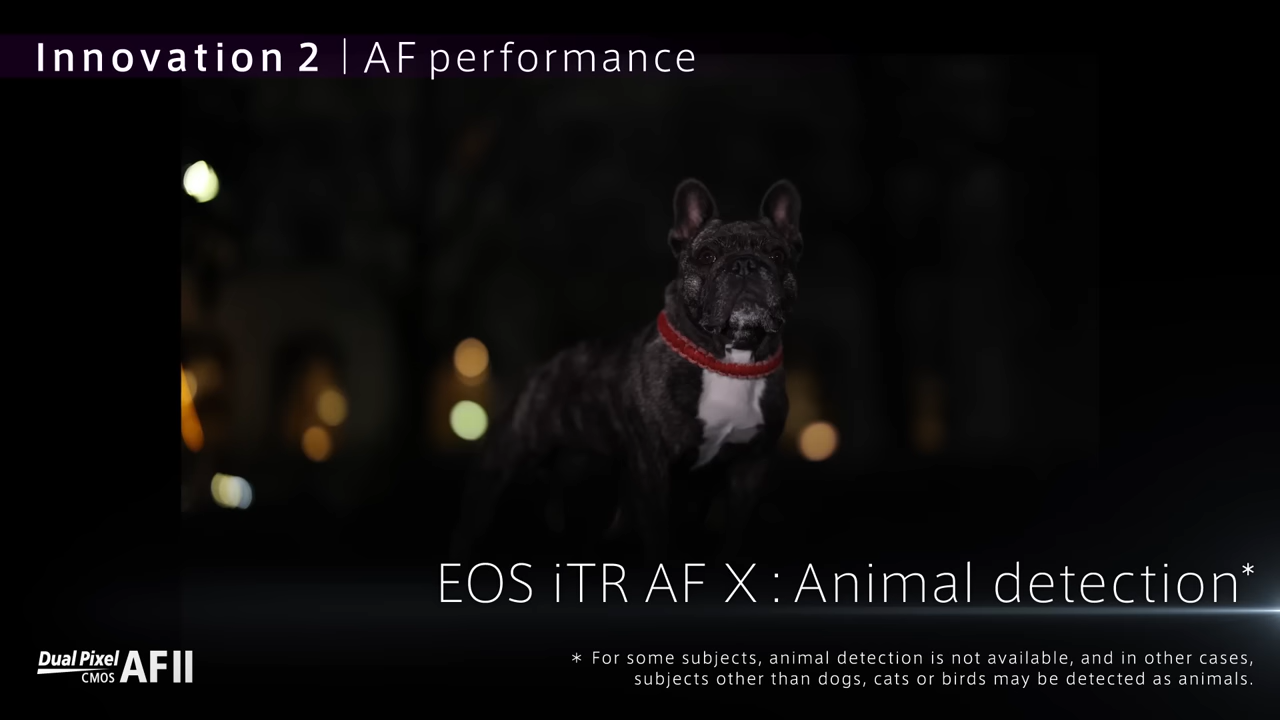 Innovation 2 | AF performance
EOS iTR AF X : Animal detection*
Dual Pixel
CMOS AF II
* For some subjects, animal detection is not available, and in other cases,
subjects other than dogs, cats or birds may be detected as animals.